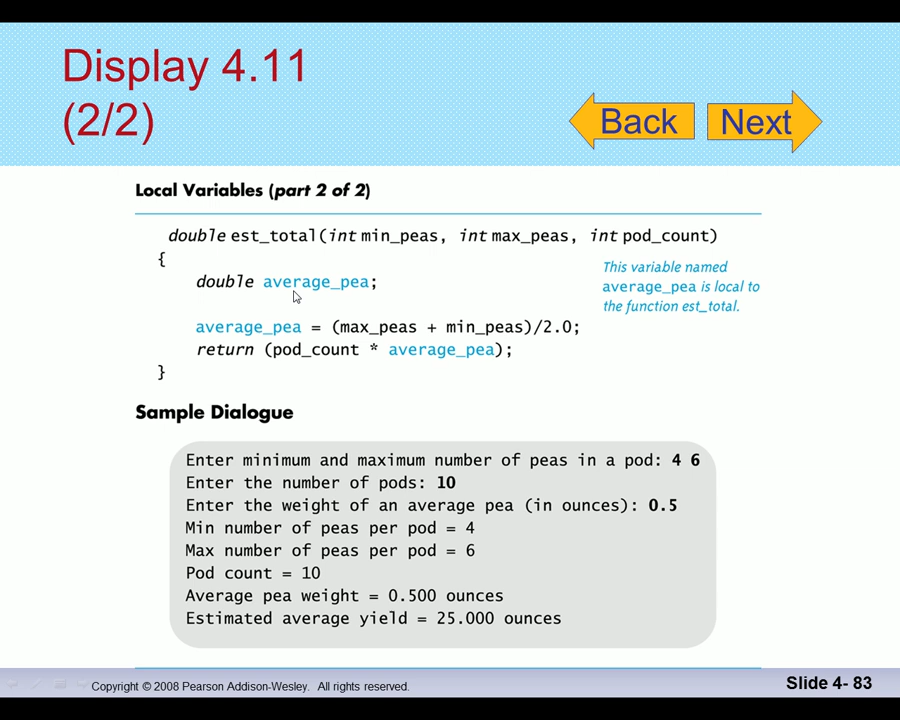 Display 4.11
(2/2)
Back
Next
Local Variables (part 2 of 2)
double est_total(int min_peas, int max_peas, int pod_count)
{
double average_pea;
This variable named
average_pea is local to
the function est_total.
average_pea = (max_peas + min_peas)/2.0;
return (pod_count * average_pea);
}
Sample Dialogue
Enter minimum and maximum number of peas in a pod: 4 6
Enter the number of pods: 10
Enter the weight of an average pea (in ounces): 0.5
Min number of peas per pod = 4
Max number of peas per pod = 6
Pod count = 10
Average pea weight = 0.500 ounces
Estimated average yield = 25.000 ounces
Copyright © 2008 Pearson Addison-Wesley. All rights reserved.
Slide 4- 83